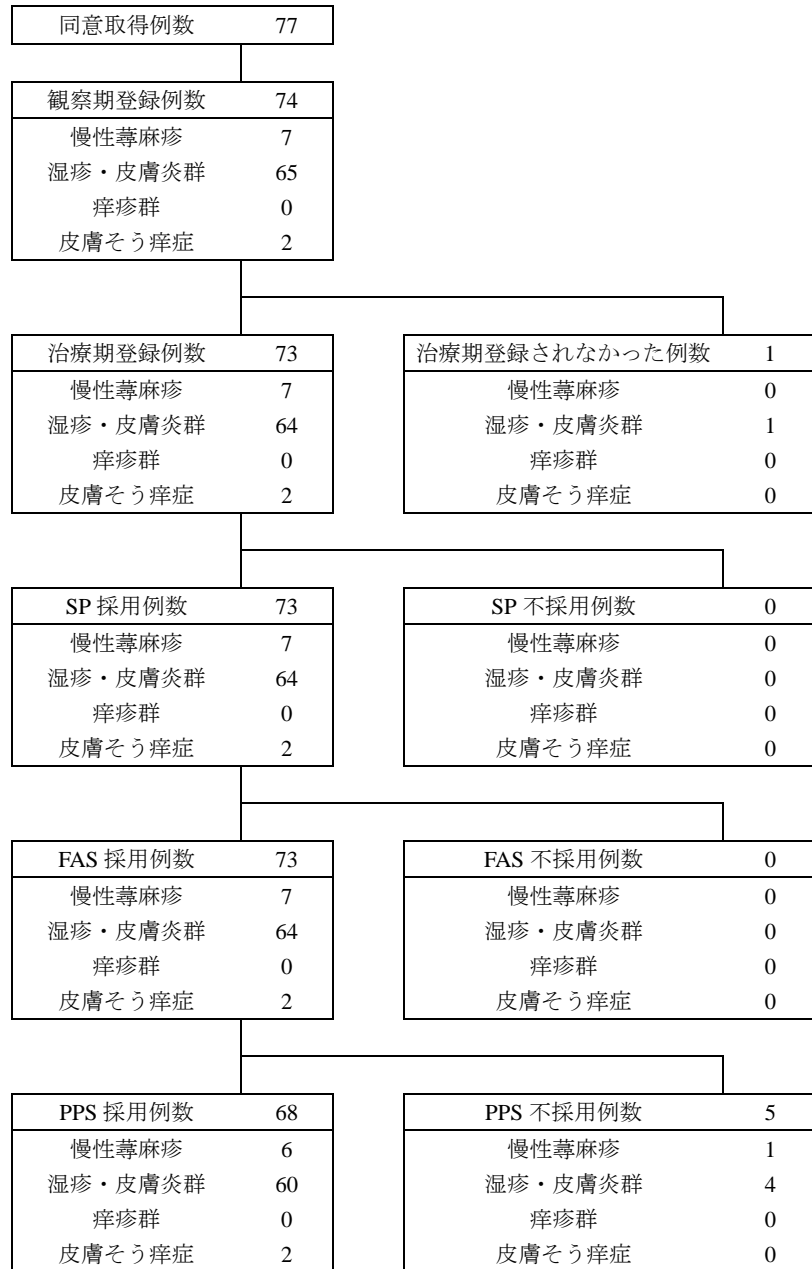 同意取得例数 77
観察期登録例数 74
慢性蕁麻疹 7
湿疹・皮膚炎群 65
痒疹群 0
皮膚そう痒症 2
治療期登録例数 73
慢性蕁麻疹 7
湿疹・皮膚炎群 64
痒疹群 0
皮膚そう痒症 2
治療期登録されなかった例数 1
慢性蕁麻疹 0
湿疹・皮膚炎群 1
痒疹群 0
皮膚そう痒症 0
SP 採用例数 73
慢性蕁麻疹 7
湿疹・皮膚炎群 64
痒疹群 0
皮膚そう痒症 2
SP 不採用例数 0
慢性蕁麻疹 0
湿疹・皮膚炎群 0
痒疹群 0
皮膚そう痒症 0
FAS 採用例数 73
慢性蕁麻疹 7
湿疹・皮膚炎群 64
痒疹群 0
皮膚そう痒症 2
FAS 不採用例数 0
慢性蕁麻疹 0
湿疹・皮膚炎群 0
痒疹群 0
皮膚そう痒症 0
PPS 採用例数 68
慢性蕁麻疹 6
湿疹・皮膚炎群 60
痒疹群 0
皮膚そう痒症 2
PPS 不採用例数 5
慢性蕁麻疹 1
湿疹・皮膚炎群 4
痒疹群 0
皮膚そう痒症 0